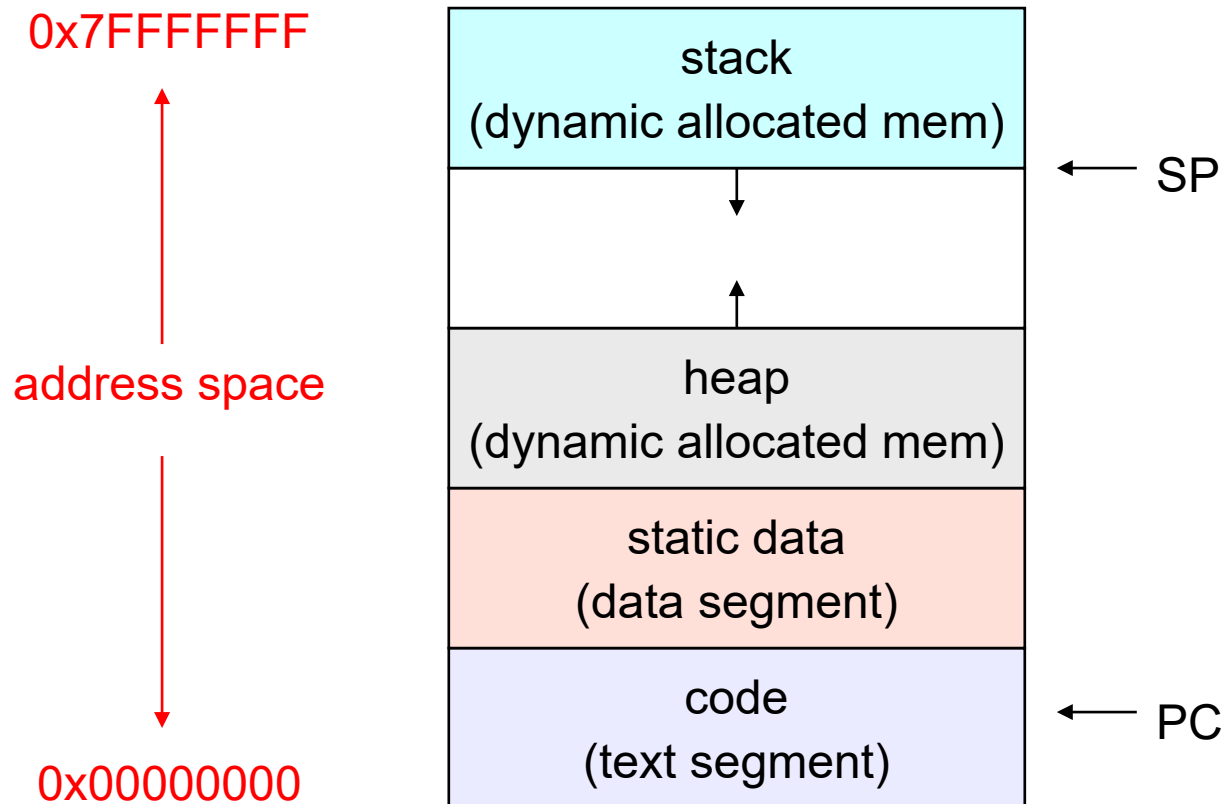 0x7FFFFFFF
stack
(dynamic allocated mem)
SP
address space
heap
(dynamic allocated mem)
static data
(data segment)
code
(text segment)
PC
0x00000000